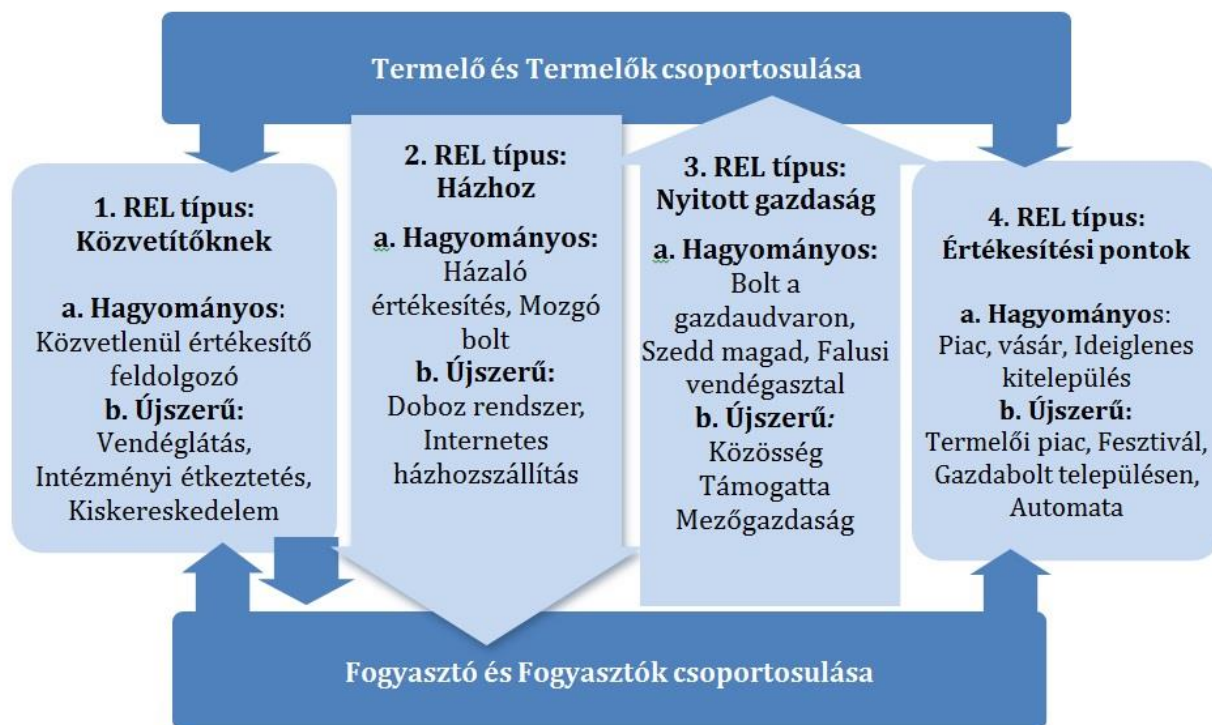 Termelő és Termelők csoportosulása
1. REL típus:
Közvetítőknek
a. Hagyományos:
Közvetlenül értékesítő
feldolgozó
b. Újszerű:
Vendéglátás,
Intézményi étkeztetés,
Kiskereskedelem
2. REL típus:
Házhoz
a. Hagyományos:
Házaló
értékesítés, Mozgó
bolt
b. Újszerű:
Doboz rendszer,
Internetes
házhozszállítás
3. REL típus:
Nyitott gazdaság
a. Hagyományos:
Bolt a
gazdaudvaron,
Szedd magad, Falusi
vendégasztal
b. Újszerű:
Közösség
Támogatta
Mezőgazdaság
4. REL típus:
Értékesítési pontok
a. Hagyományos:
Piac, vásár, Ideiglenes
kitelepülés
b. Újszerű:
Termelői piac, Fesztivál,
Gazdabolt településen,
Automata
Fogyasztó és Fogyasztók csoportosulása